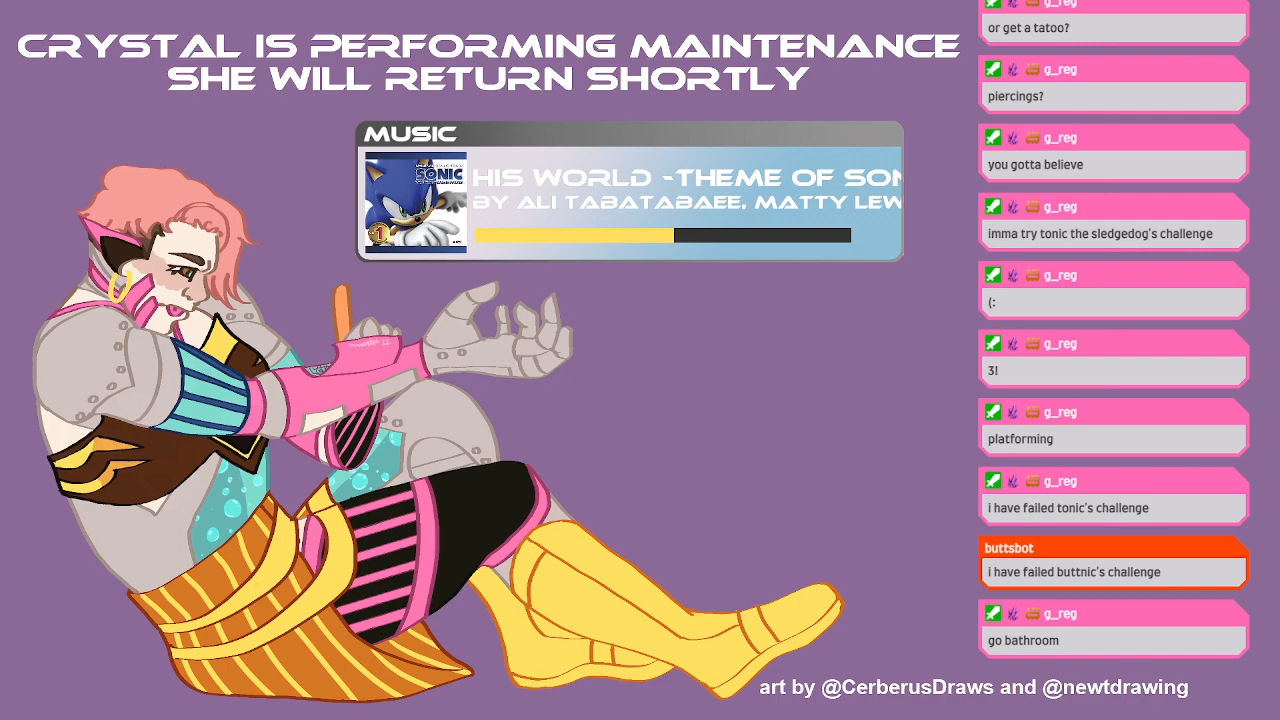 CRYSTAL IS PERFORMING MAINTENANCE
SHE WILL RETURN SHORTLY
MUSIC
SONIC
HIS WORLD -THEME OF SON
BY ALI TABATABAEE, MATTY LEW
g_reg
or get a tatoo?
g_reg
piercings?
g_reg
you gotta believe
g_reg
imma try tonic the sledgedog's challenge
g_reg
(:
g_reg
3!
g_reg
platforming
g_reg
i have failed tonic's challenge
buttsbot
i have failed buttnic's challenge
g_reg
go bathroom
art by @CerberusDraws and @newtdrawing